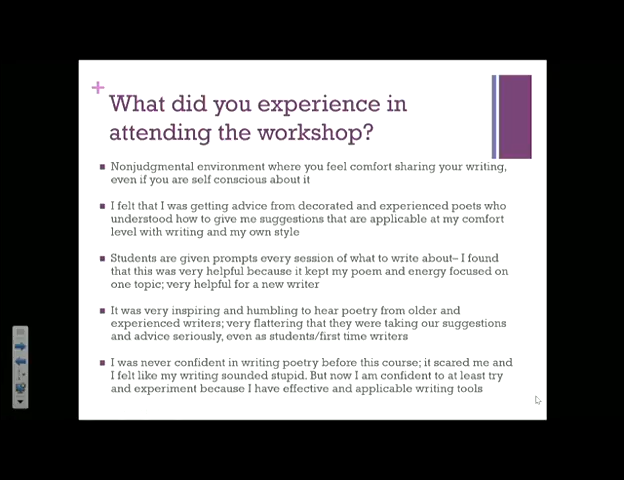 +
What did you experience in
attending the workshop?
Nonjudgmental environment where you feel comfort sharing your writing,
even if you are self conscious about it
I felt that I was getting advice from decorated and experienced poets who
understood how to give me suggestions that are applicable at my comfort
level with writing and my own style
Students are given prompts every session of what to write about– I found
that this was very helpful because it kept my poem and energy focused on
one topic; very helpful for a new writer
It was very inspiring and humbling to hear poetry from older and
experienced writers; very flattering that they were taking our suggestions
and advice seriously, even as students/first time writers
I was never confident in writing poetry before this course; it scared me and
I felt like my writing sounded stupid. But now I am confident to at least try
and experiment because I have effective and applicable writing tools